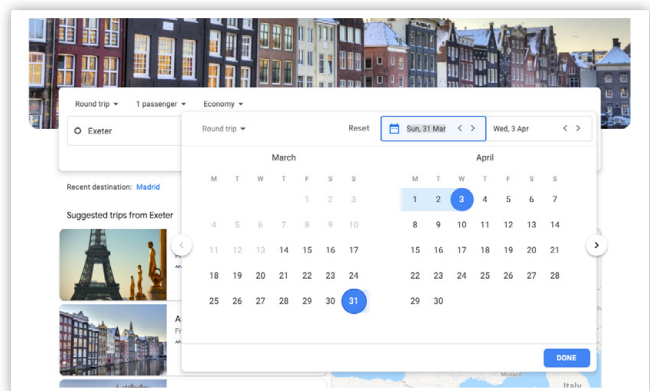 Round trip 1 passenger Economy
Exeter
Round trip Reset Sun, 31 Mar Wed, 3 Apr
March April
M T W T F S S M T W T F S S
1 2 3 1 2 3 4 5 6 7
4 5 6 7 8 9 10 8 9 10 11 12 13 14
11 12 13 14 15 16 17 15 16 17 18 19 20 21
18 19 20 21 22 23 24 22 23 24 25 26 27 28
25 26 27 28 29 30 31 29 30
DONE
Recent destination: Madrid
Suggested trips from Exeter
Fr
Italy